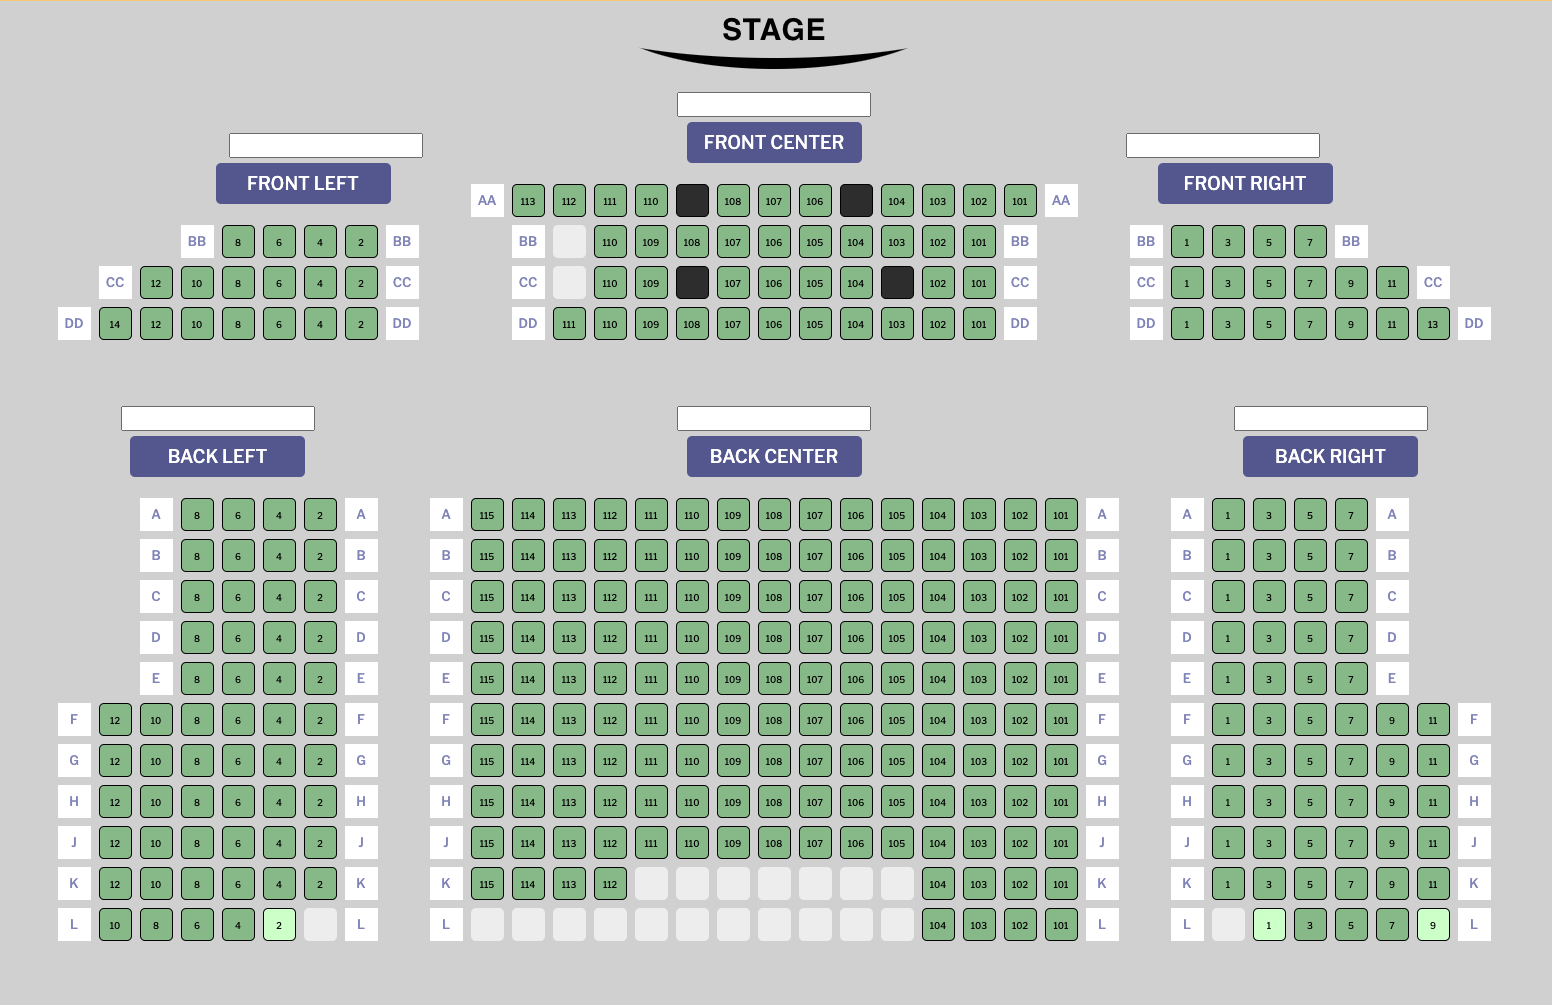 STAGE
FRONT CENTER
FRONT LEFT
FRONT RIGHT
AA 113 112 111 110 108 107 106 104 103 102 101 AA
BB 8 6 4 2 BB BB 110 109 108 107 106 105 104 103 102 101 BB BB 1 3 5 7 BB
CC 12 10 8 6 4 2 CC CC 110 109 107 106 105 104 102 101 CC CC 1 3 5 7 9 11 CC
DD 14 12 10 8 6 4 2 DD DD 111 110 109 108 107 106 105 104 103 102 101 DD DD 1 3 5 7 9 11 13 DD
BACK LEFT BACK CENTER BACK RIGHT
A 8 6 4 2 A A 115 114 113 112 111 110 109 108 107 106 105 104 103 102 101 A A 1 3 5 7 A
B 8 6 4 2 B B 115 114 113 112 111 110 109 108 107 106 105 104 103 102 101 B B 1 3 5 7 B
C 8 6 4 2 C C 115 114 113 112 111 110 109 108 107 106 105 104 103 102 101 C C 1 3 5 7 C
D 8 6 4 2 D D 115 114 113 112 111 110 109 108 107 106 105 104 103 102 101 D D 1 3 5 7 D
E 8 6 4 2 E E 115 114 113 112 111 110 109 108 107 106 105 104 103 102 101 E E 1 3 5 7 E
F 12 10 8 6 4 2 F F 115 114 113 112 111 110 109 108 107 106 105 104 103 102 101 F F 1 3 5 7 9 11 F
G 12 10 8 6 4 2 G G 115 114 113 112 111 110 109 108 107 106 105 104 103 102 101 G G 1 3 5 7 9 11 G
H 12 10 8 6 4 2 H H 115 114 113 112 111 110 109 108 107 106 105 104 103 102 101 H H 1 3 5 7 9 11 H
J 12 10 8 6 4 2 J J 115 114 113 112 111 110 109 108 107 106 105 104 103 102 101 J J 1 3 5 7 9 11 J
K 12 10 8 6 4 2 K K 115 114 113 112 104 103 102 101 K K 1 3 5 7 9 11 K
L 10 8 6 4 2 L L 104 103 102 101 L L 1 3 5 7 9 L